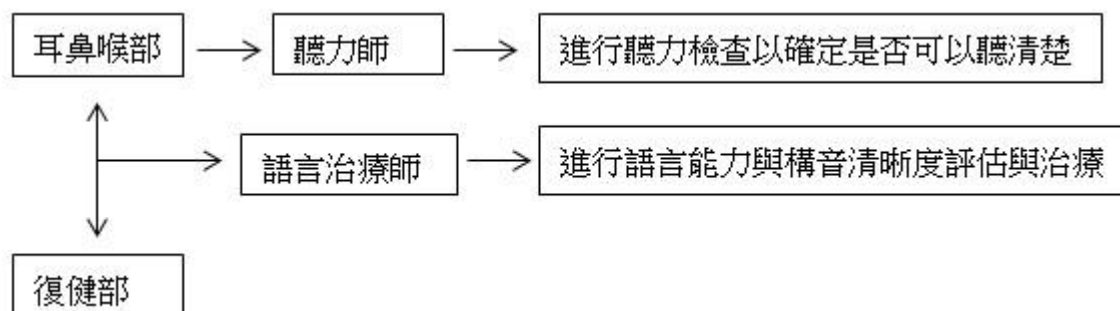 耳鼻喉部
聽力師
進行聽力檢查以確定是否可以聽清楚
語言治療師
進行語言能力與構音清晰度評估與治療
復健部